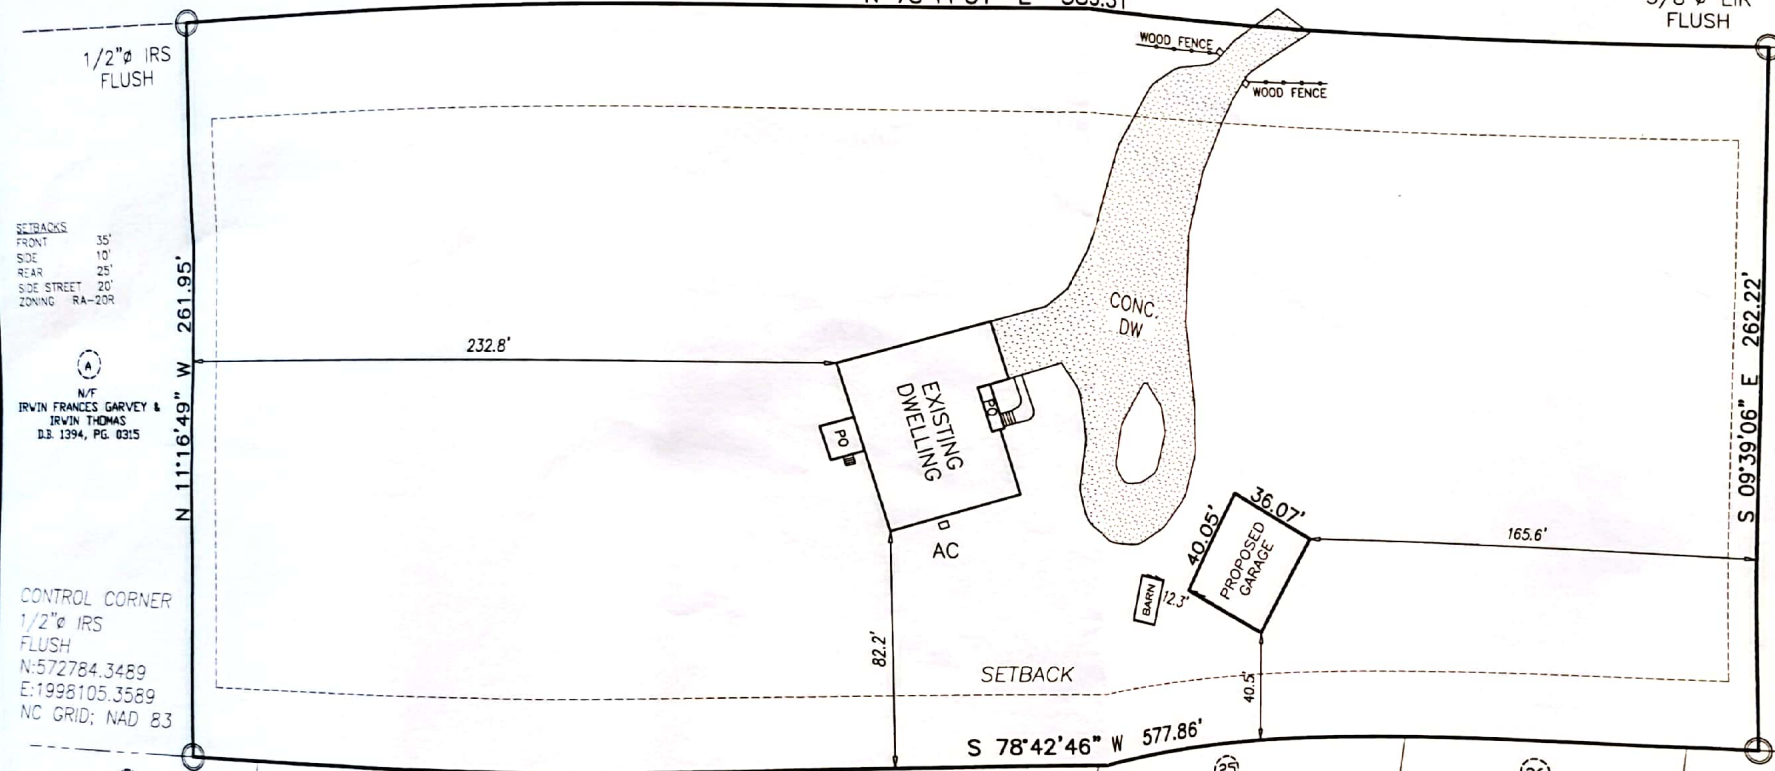 1/2"ø IRS
FLUSH
FLUSH
WOOD FENCE
WOOD FENCE
SETBACKS
FRONT 35'
SIDE 10'
REAR 25'
SIDE STREET 20'
ZONING RA-20R
A
N/F
IRWIN FRANCES GARVEY &
IRWIN THOMAS
D.B. 1394, PG. 0315
N 11°16'49" W 261.95'
232.8'
CONC.
DW
EXISTING
DWELLING
PO
PO
AC
82.2'
BARN
12.3'
40.05'
36.07'
PROPOSED
GARAGE
165.6'
40.5'
S 09°39'06" E 262.22'
SETBACK
S 78°42'46" W 577.86'
CONTROL CORNER
1/2"ø IRS
FLUSH
N:572784.3489
E:1998105.3589
NC GRID; NAD 83